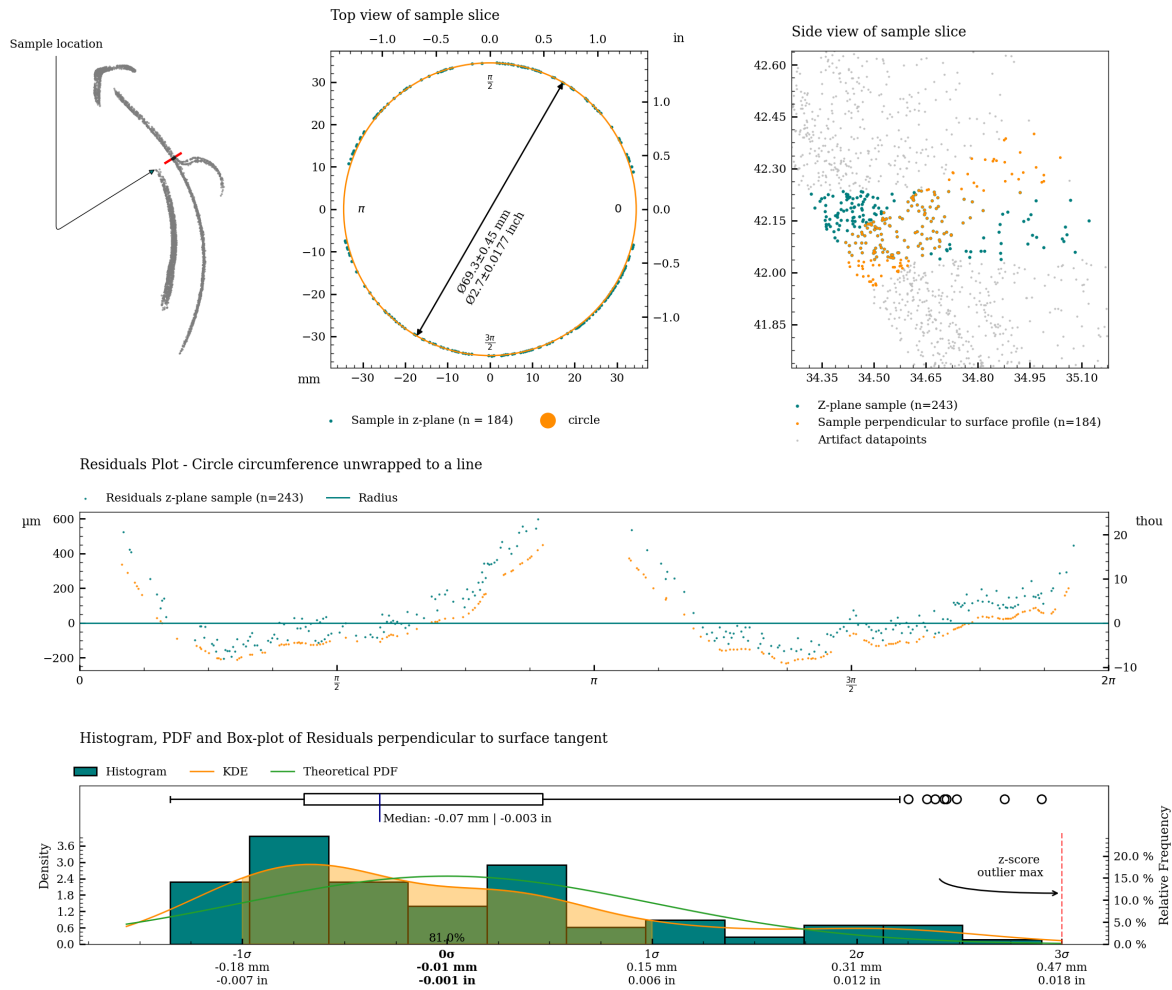 Sample location
Top view of sample slice
−1.0 −0.5 0.0 0.5 1.0 in
30
20
10
0
−10
−20
−30
mm
π/2
π
0
3π/2
Ø69.3±0.45 mm
Ø2.7±0.0177 inch
1.0
0.5
0.0
−0.5
−1.0
−30 −20 −10 0 10 20 30
Sample in z-plane (n = 184) circle
Side view of sample slice
42.60
42.45
42.30
42.15
42.00
41.85
34.35 34.50 34.65 34.80 34.95 35.10
Z-plane sample (n=243)
Sample perpendicular to surface profile (n=184)
Artifact datapoints
Residuals Plot - Circle circumference unwrapped to a line
Residuals z-plane sample (n=243) Radius
µm
600
400
200
0
−200
thou
20
10
0
−10
0 π/2 π 3π/2 2π
Histogram, PDF and Box-plot of Residuals perpendicular to surface tangent
Histogram KDE Theoretical PDF
Median: -0.07 mm | -0.003 in
Density
3.6
3.0
2.4
1.8
1.2
0.6
0.0
z-score
outlier max
81.0%
Relative Frequency
20.0 %
15.0 %
10.0 %
5.0 %
0.0 %
-1σ 0σ 1σ 2σ 3σ
-0.18 mm -0.01 mm 0.15 mm 0.31 mm 0.47 mm
-0.007 in -0.001 in 0.006 in 0.012 in 0.018 in